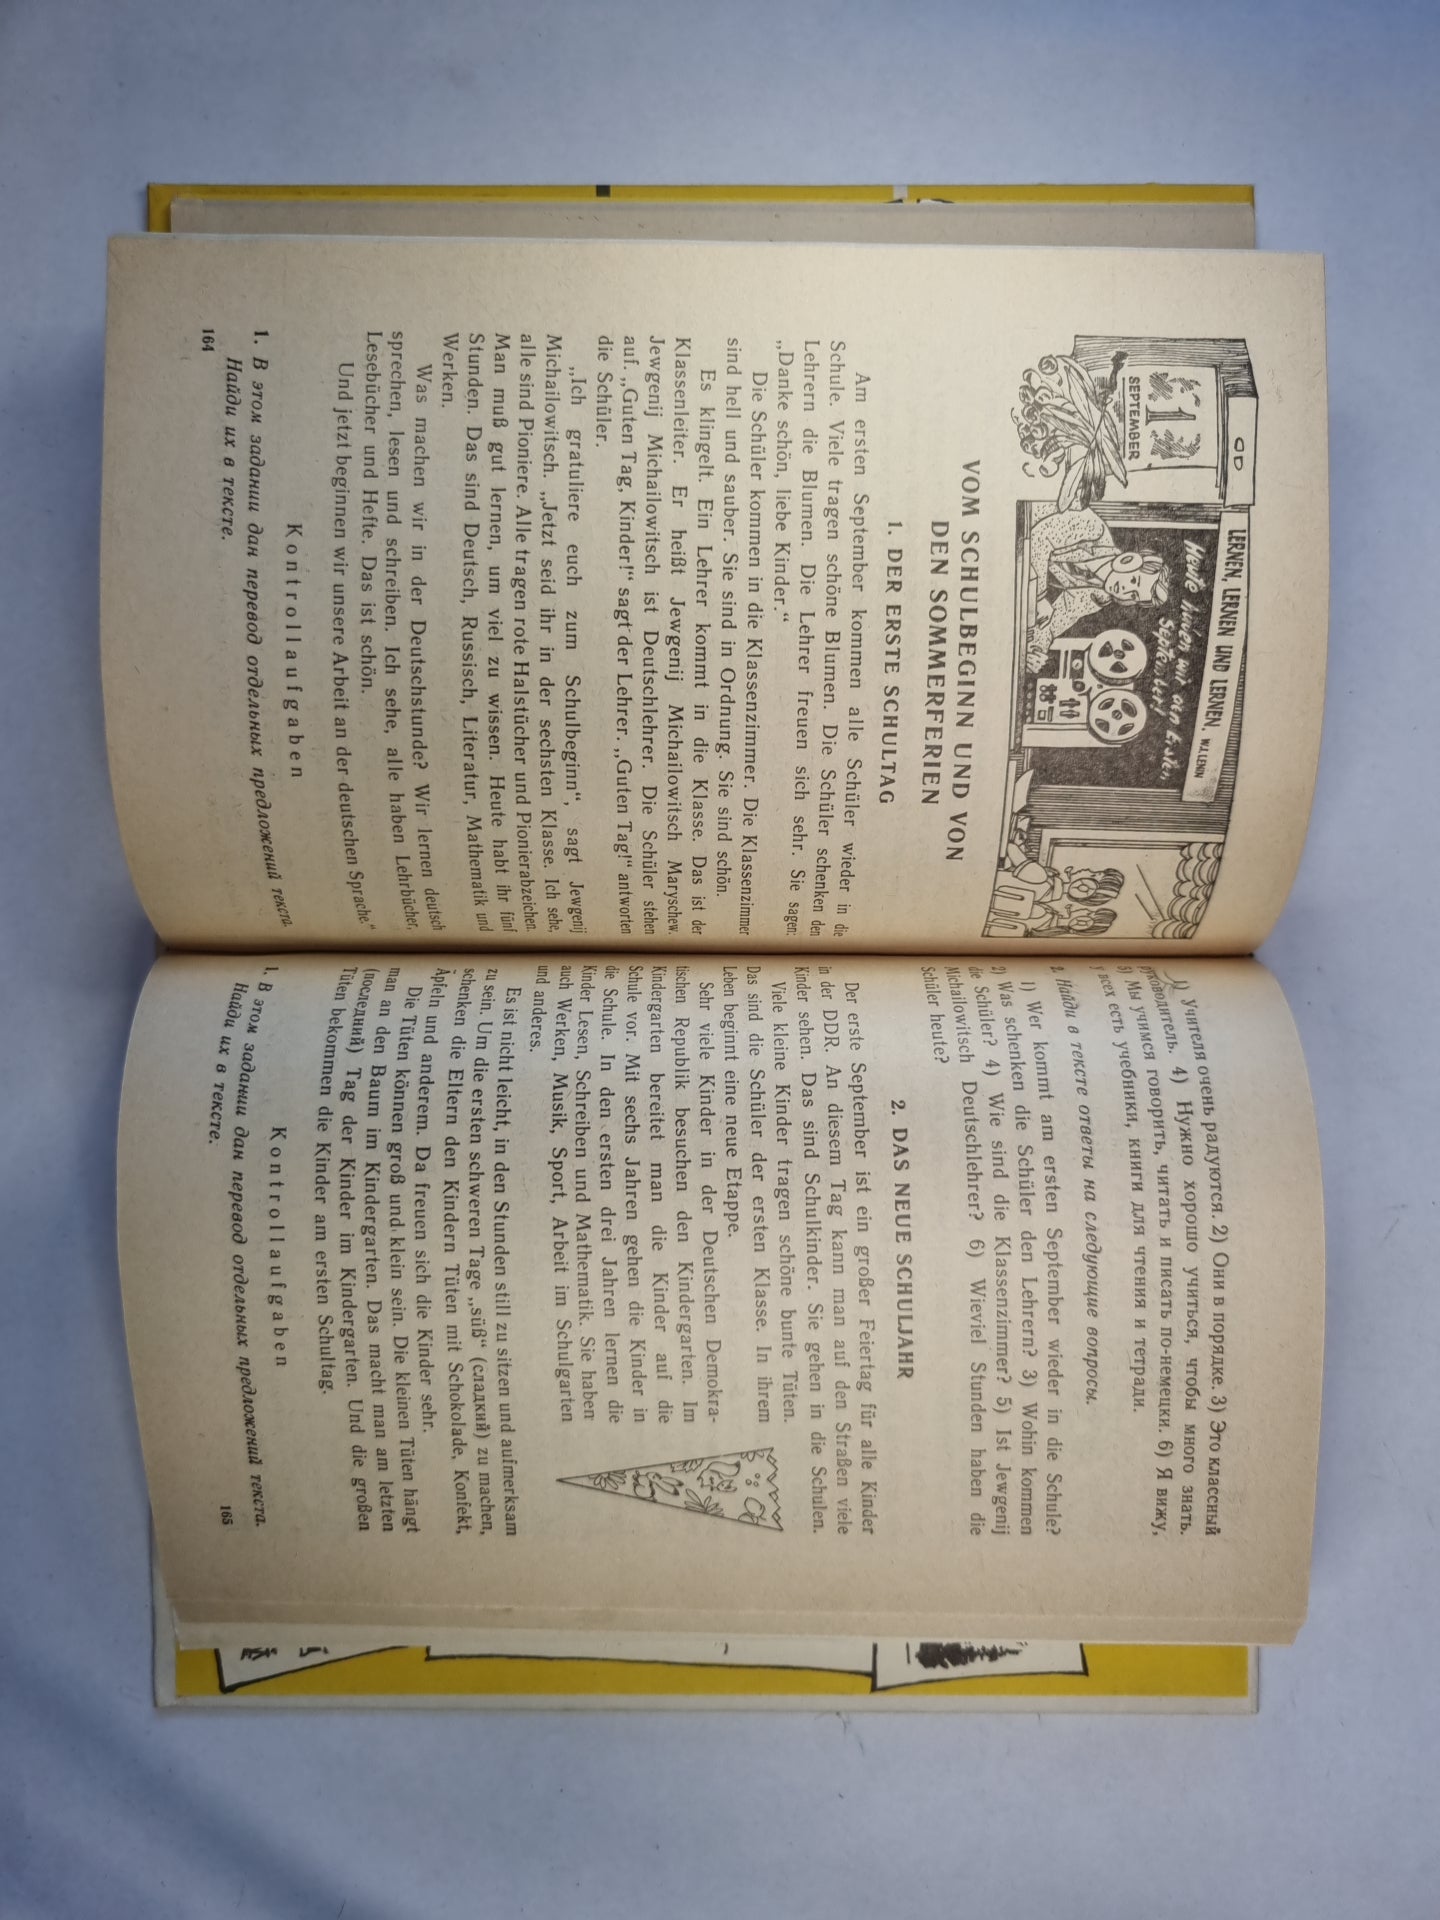 LERNEN, LERNEN UND LERNEN, W.I.LENIN
1
SEPTEMBER
Heute haben wir den 1.sten
September
VOM SCHULBEGINN UND VON
DEN SOMMERFERIEN
1. DER ERSTE SCHULTAG
Am ersten September kommen alle Schüler wieder in die
Schule. Viele tragen schöne Blumen. Die Schüler schenken den
Lehrern die Blumen. Die Lehrer freuen sich sehr. Sie sagen:
„Danke schön, liebe Kinder.“
Die Schüler kommen in die Klassenzimmer. Die Klassenzimmer
sind hell und sauber. Sie sind in Ordnung. Sie sind schön.
Es klingelt. Ein Lehrer kommt in die Klasse. Das ist der
Klassenleiter. Er heißt Jewgenij Michailowitsch Maryschew.
Jewgenij Michailowitsch ist Deutschlehrer. Die Schüler stehen
auf. „Guten Tag, Kinder!“ sagt der Lehrer. „Guten Tag!“ antworten
die Schüler.
„Ich gratuliere euch zum Schulbeginn“, sagt Jewgenij
Michailowitsch. „Jetzt seid ihr in der sechsten Klasse. Ich sehe,
alle sind Pioniere. Alle tragen rote Halstücher und Pionierabzeichen.
Man muß gut lernen, um viel zu wissen. Heute habt ihr fünf
Stunden. Das sind Deutsch, Russisch, Literatur, Mathematik und
Werken.
Was machen wir in der Deutschstunde? Wir lernen deutsch
sprechen, lesen und schreiben. Ich sehe, alle haben Lehrbücher,
Lesebücher und Hefte. Das ist schön.
Und jetzt beginnen wir unsere Arbeit an der deutschen Sprache.“
Kontrollaufgaben
1. В этом задании дан перевод отдельных предложений текста.
Найди их в тексте.
164
1) Учителя очень радуются. 2) Они в порядке. 3) Это классный
руководитель. 4) Нужно хорошо учиться, чтобы много знать.
5) Мы учимся говорить, читать и писать по-немецки. 6) Я вижу,
у всех есть учебники, книги для чтения и тетради.
2. Найди в тексте ответы на следующие вопросы.
1) Wer kommt am ersten September wieder in die Schule?
2) Was schenken die Schüler den Lehrern? 3) Wohin kommen
die Schüler? 4) Wie sind die Klassenzimmer? 5) Ist Jewgenij
Michailowitsch Deutschlehrer? 6) Wieviel Stunden haben die
Schüler heute?
2. DAS NEUE SCHULJAHR
Der erste September ist ein großer Feiertag für alle Kinder
in der DDR. An diesem Tag kann man auf den Straßen viele
Kinder sehen. Das sind Schulkinder. Sie gehen in die Schulen.
Viele kleine Kinder tragen schöne bunte Tüten.
Das sind die Schüler der ersten Klasse. In ihrem
Leben beginnt eine neue Etappe.
Sehr viele Kinder in der Deutschen Demokra-
tischen Republik besuchen den Kindergarten. Im
Kindergarten bereitet man die Kinder auf die
Schule vor. Mit sechs Jahren gehen die Kinder in
die Schule. In den ersten drei Jahren lernen die
Kinder Lesen, Schreiben und Mathematik. Sie haben
auch Werken, Musik, Sport, Arbeit im Schulgarten
und anderes.
Es ist nicht leicht, in den Stunden still zu sitzen und aufmerksam
zu sein. Um die ersten schweren Tage „süß“ (сладкий) zu machen,
schenken die Eltern den Kindern Tüten mit Schokolade, Konfekt,
Äpfeln und anderem. Da freuen sich die Kinder sehr.
Die Tüten können groß und klein sein. Die kleinen Tüten hängt
man an den Baum im Kindergarten. Das macht man am letzten
(последний) Tag der Kinder im Kindergarten. Und die großen
Tüten bekommen die Kinder am ersten Schultag.
Kontrollaufgaben
1. В этом задании дан перевод отдельных предложений текста.
Найди их в тексте.
165